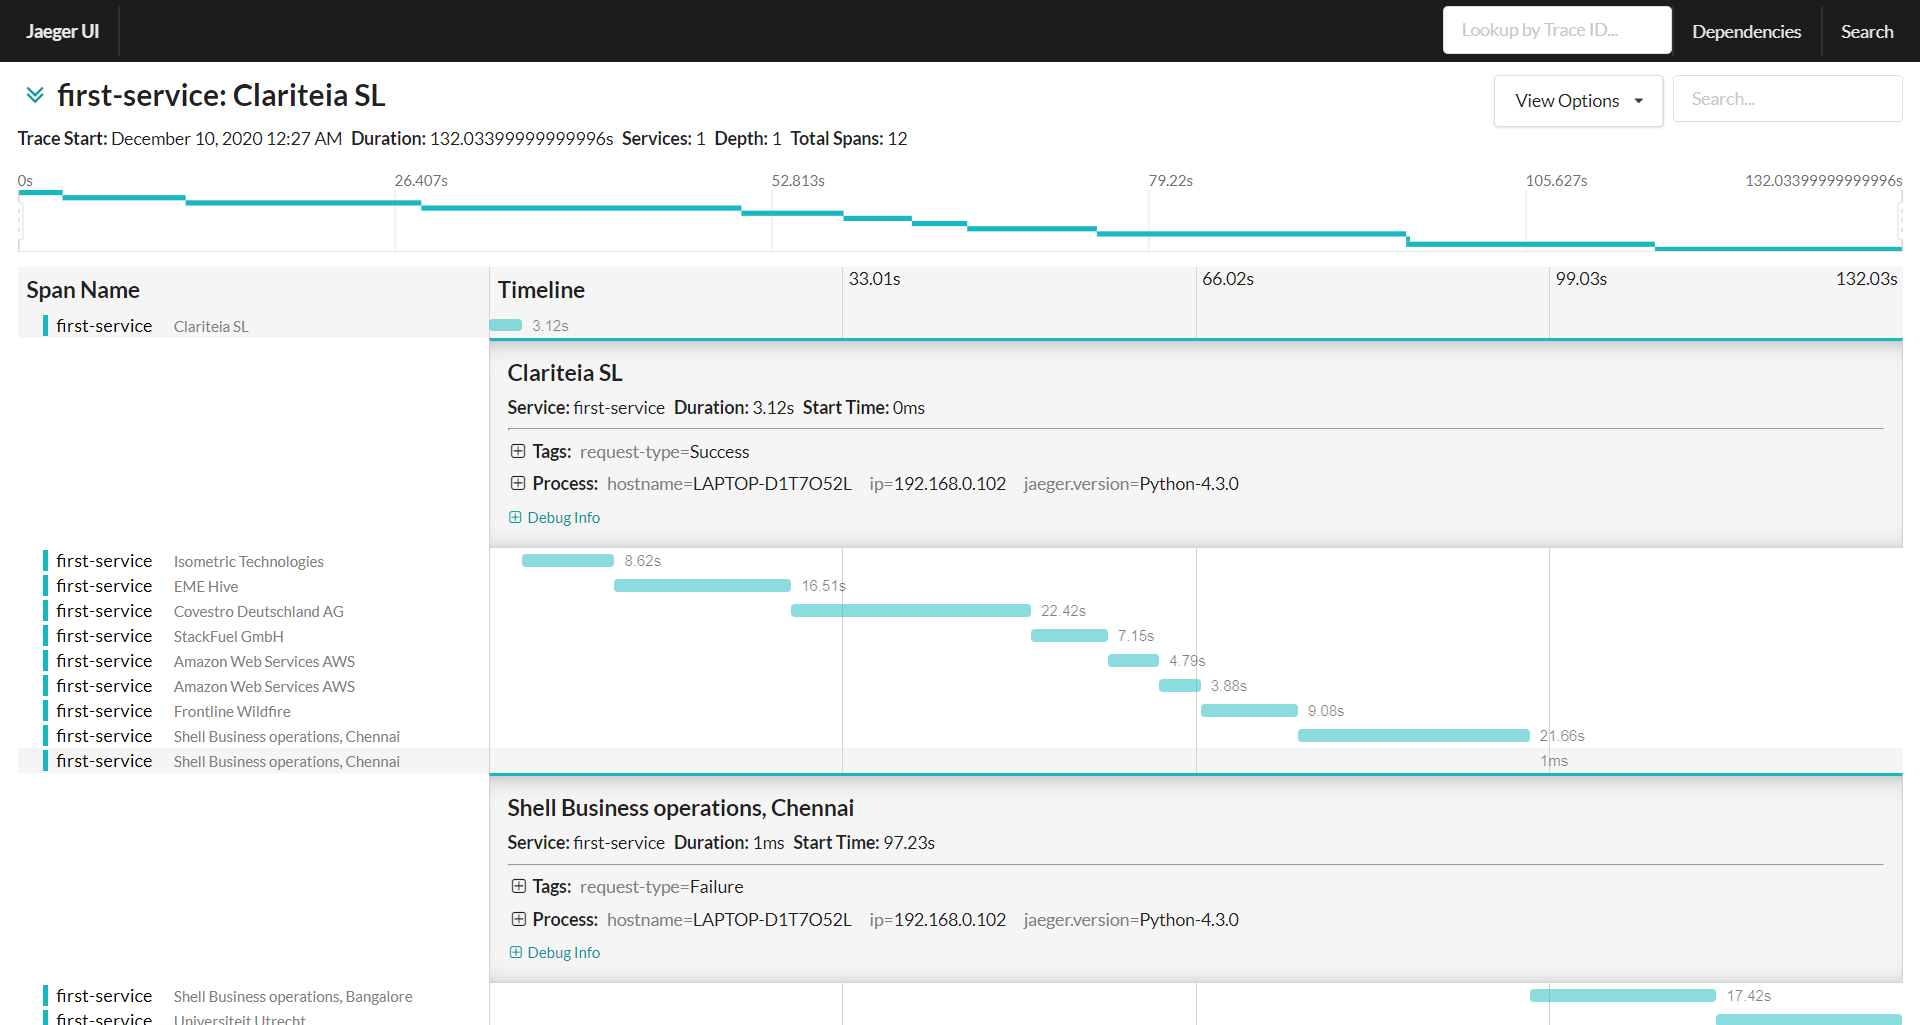 Jaeger UI
Lookup by Trace ID...
Dependencies
Search
first-service: Clariteia SL
View Options
Search...
Trace Start: December 10, 2020 12:27 AM Duration: 132.03399999999996s Services: 1 Depth: 1 Total Spans: 12
0s 26.407s 52.813s 79.22s 105.627s 132.03399999999996s
Span Name Timeline 33.01s 66.02s 99.03s 132.03s
first-service Clariteia SL 3.12s
Clariteia SL
Service: first-service Duration: 3.12s Start Time: 0ms
Tags: request-type=Success
Process: hostname=LAPTOP-D1T7O52L ip=192.168.0.102 jaeger.version=Python-4.3.0
Debug Info
first-service Isometric Technologies 8.62s
first-service EME Hive 16.51s
first-service Covestro Deutschland AG 22.42s
first-service StackFuel GmbH 7.15s
first-service Amazon Web Services AWS 4.79s
first-service Amazon Web Services AWS 3.88s
first-service Frontline Wildfire 9.08s
first-service Shell Business operations, Chennai 21.66s
first-service Shell Business operations, Chennai 1ms
Shell Business operations, Chennai
Service: first-service Duration: 1ms Start Time: 97.23s
Tags: request-type=Failure
Process: hostname=LAPTOP-D1T7O52L ip=192.168.0.102 jaeger.version=Python-4.3.0
Debug Info
first-service Shell Business operations, Bangalore 17.42s
first-service Universiteit Utrecht